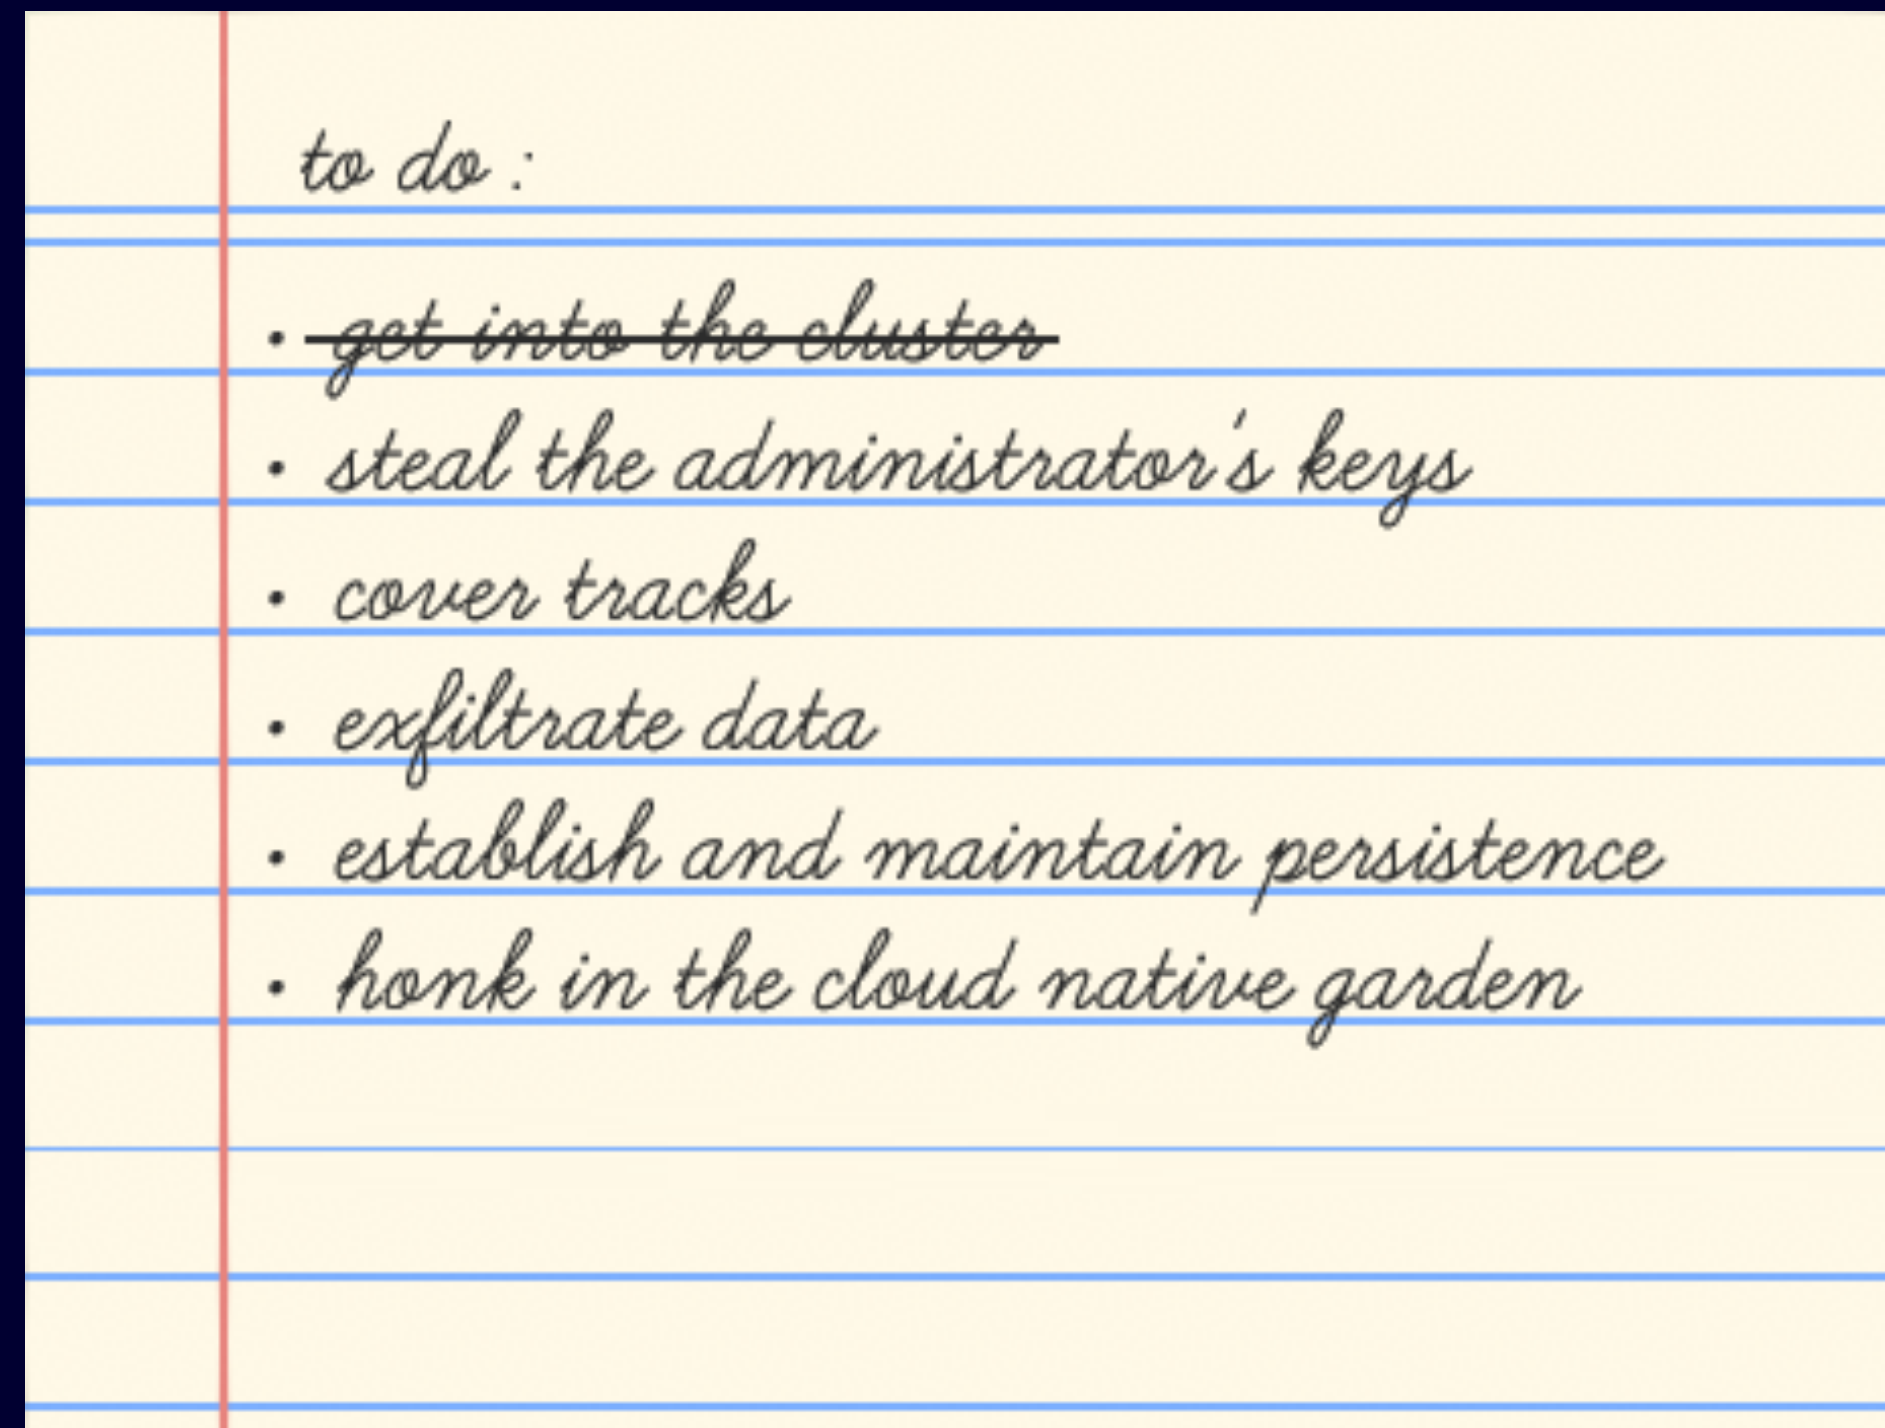 to do :
• get into the cluster
• steal the administrator's keys
• cover tracks
• exfiltrate data
• establish and maintain persistence
• honk in the cloud native garden